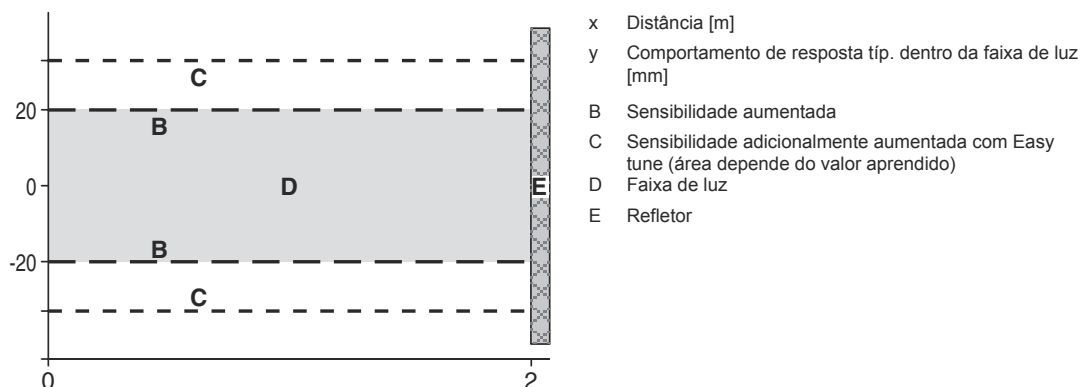 C
20
B
0
D
E
B
-20
C
0
2
x Distância [m]
y Comportamento de resposta típ. dentro da faixa de luz
[mm]
B Sensibilidade aumentada
C Sensibilidade adicionalmente aumentada com Easy
tune (área depende do valor aprendido)
D Faixa de luz
E Refletor